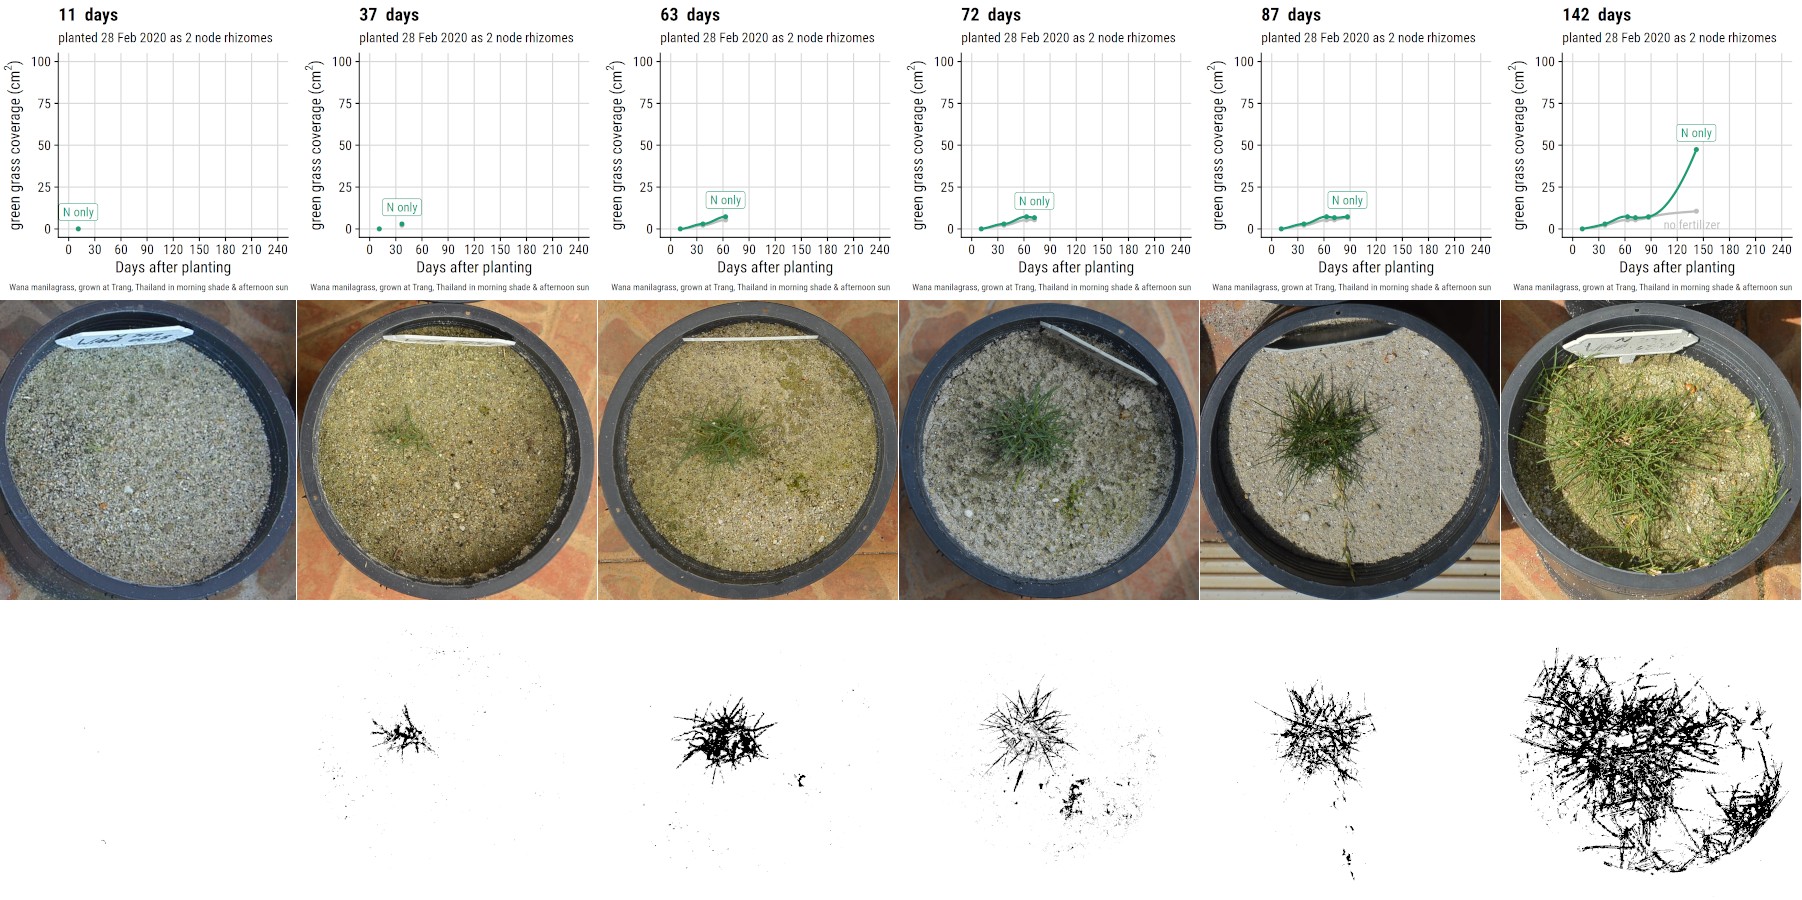 11 days
planted 28 Feb 2020 as 2 node rhizomes
green grass coverage (cm²)
100
75
50
25
0
N only
0 30 60 90 120 150 180 210 240
Days after planting
Wana manilagrass, grown at Trang, Thailand in morning shade & afternoon sun
37 days
planted 28 Feb 2020 as 2 node rhizomes
green grass coverage (cm²)
100
75
50
25
0
N only
0 30 60 90 120 150 180 210 240
Days after planting
Wana manilagrass, grown at Trang, Thailand in morning shade & afternoon sun
63 days
planted 28 Feb 2020 as 2 node rhizomes
green grass coverage (cm²)
100
75
50
25
0
N only
0 30 60 90 120 150 180 210 240
Days after planting
Wana manilagrass, grown at Trang, Thailand in morning shade & afternoon sun
72 days
planted 28 Feb 2020 as 2 node rhizomes
green grass coverage (cm²)
100
75
50
25
0
N only
0 30 60 90 120 150 180 210 240
Days after planting
Wana manilagrass, grown at Trang, Thailand in morning shade & afternoon sun
87 days
planted 28 Feb 2020 as 2 node rhizomes
green grass coverage (cm²)
100
75
50
25
0
N only
0 30 60 90 120 150 180 210 240
Days after planting
Wana manilagrass, grown at Trang, Thailand in morning shade & afternoon sun
142 days
planted 28 Feb 2020 as 2 node rhizomes
green grass coverage (cm²)
100
75
50
25
0
N only
no fertilizer
0 30 60 90 120 150 180 210 240
Days after planting
Wana manilagrass, grown at Trang, Thailand in morning shade & afternoon sun